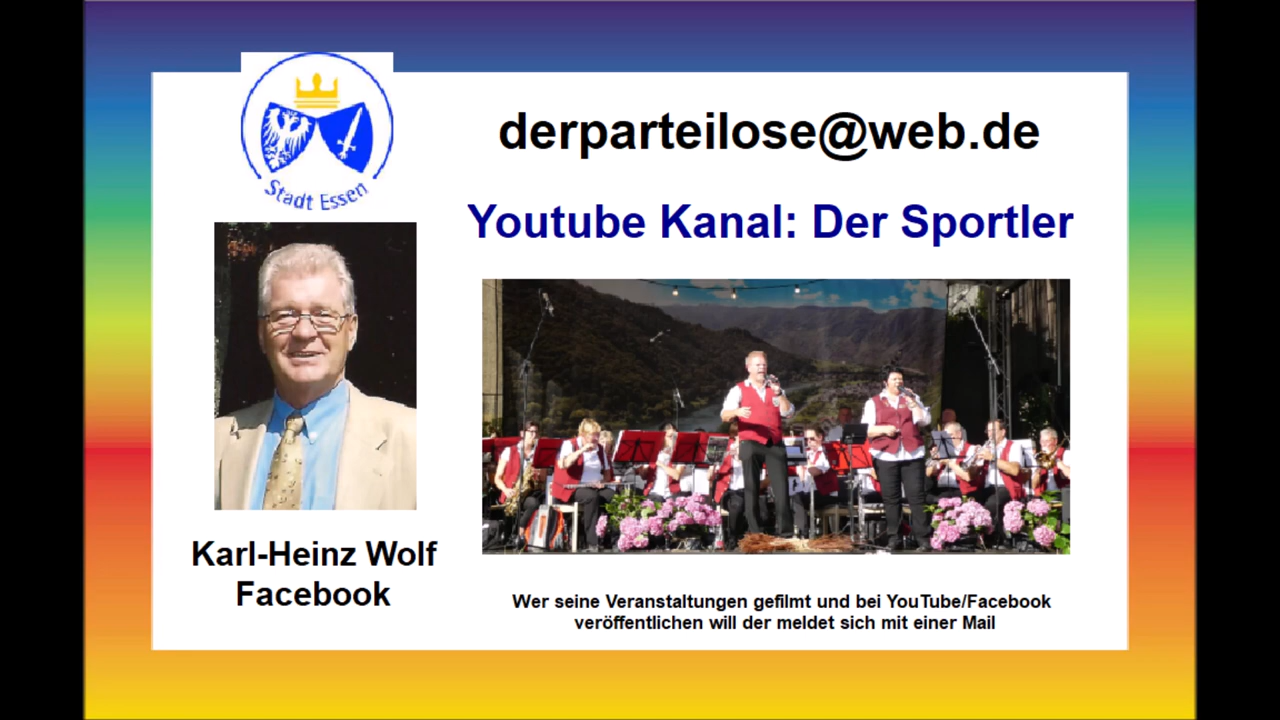 Stadt Essen
derparteilose@web.de
Youtube Kanal: Der Sportler
Karl-Heinz Wolf
Facebook
Wer seine Veranstaltungen gefilmt und bei YouTube/Facebook
veröffentlichen will der meldet sich mit einer Mail